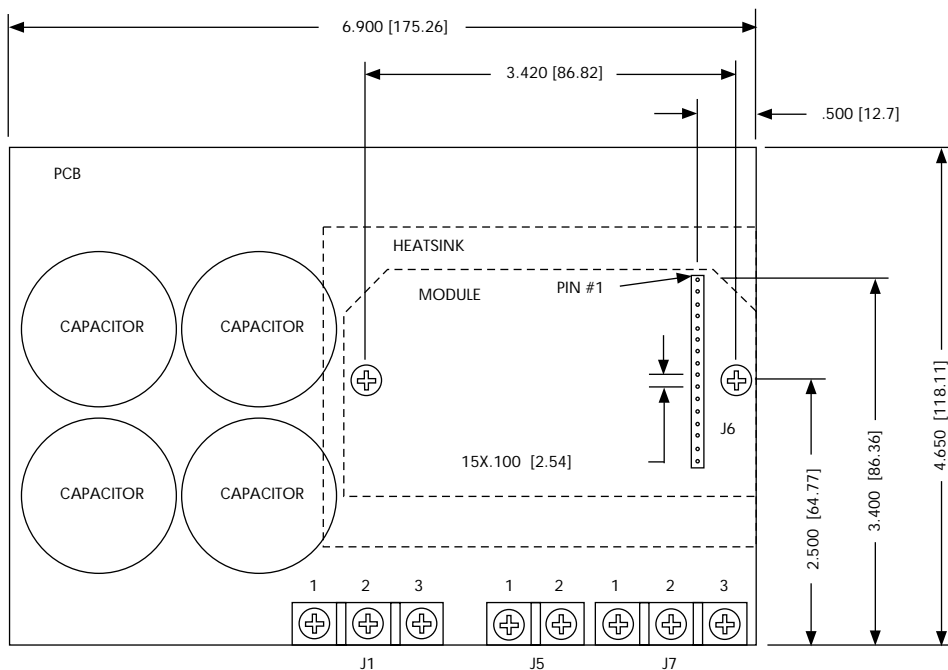 6.900 [175.26]
3.420 [86.82]
.500 [12.7]
PCB
HEATSINK
MODULE
PIN #1
CAPACITOR
CAPACITOR
J6
15X.100 [2.54]
CAPACITOR
CAPACITOR
2.500 [64.77]
3.400 [86.36]
4.650 [118.11]
1 2 3 1 2 1 2 3
J1 J5 J7